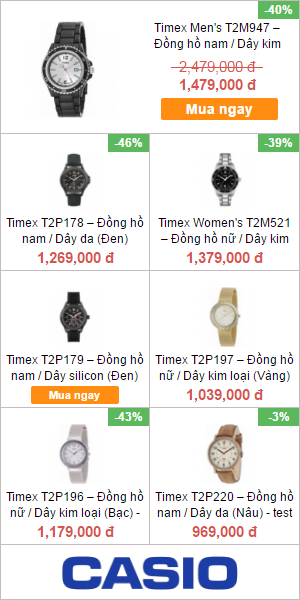 -40%
Timex Men's T2M947 –
Đồng hồ nam / Dây kim
2,479,000 đ
1,479,000 đ
Mua ngay
-46%
Timex T2P178 – Đồng hồ
nam / Dây da (Đen)
1,269,000 đ
-39%
Timex Women's T2M521
– Đồng hồ nữ / Dây kim
1,379,000 đ
Timex T2P179 – Đồng hồ
nam / Dây silicon (Đen)
Mua ngay
Timex T2P197 – Đồng hồ
nữ / Dây kim loại (Vàng)
1,039,000 đ
-43%
Timex T2P196 – Đồng hồ
nữ / Dây kim loại (Bạc) -
1,179,000 đ
-3%
Timex T2P220 – Đồng hồ
nam / Dây da (Nâu) - test
969,000 đ
CASIO